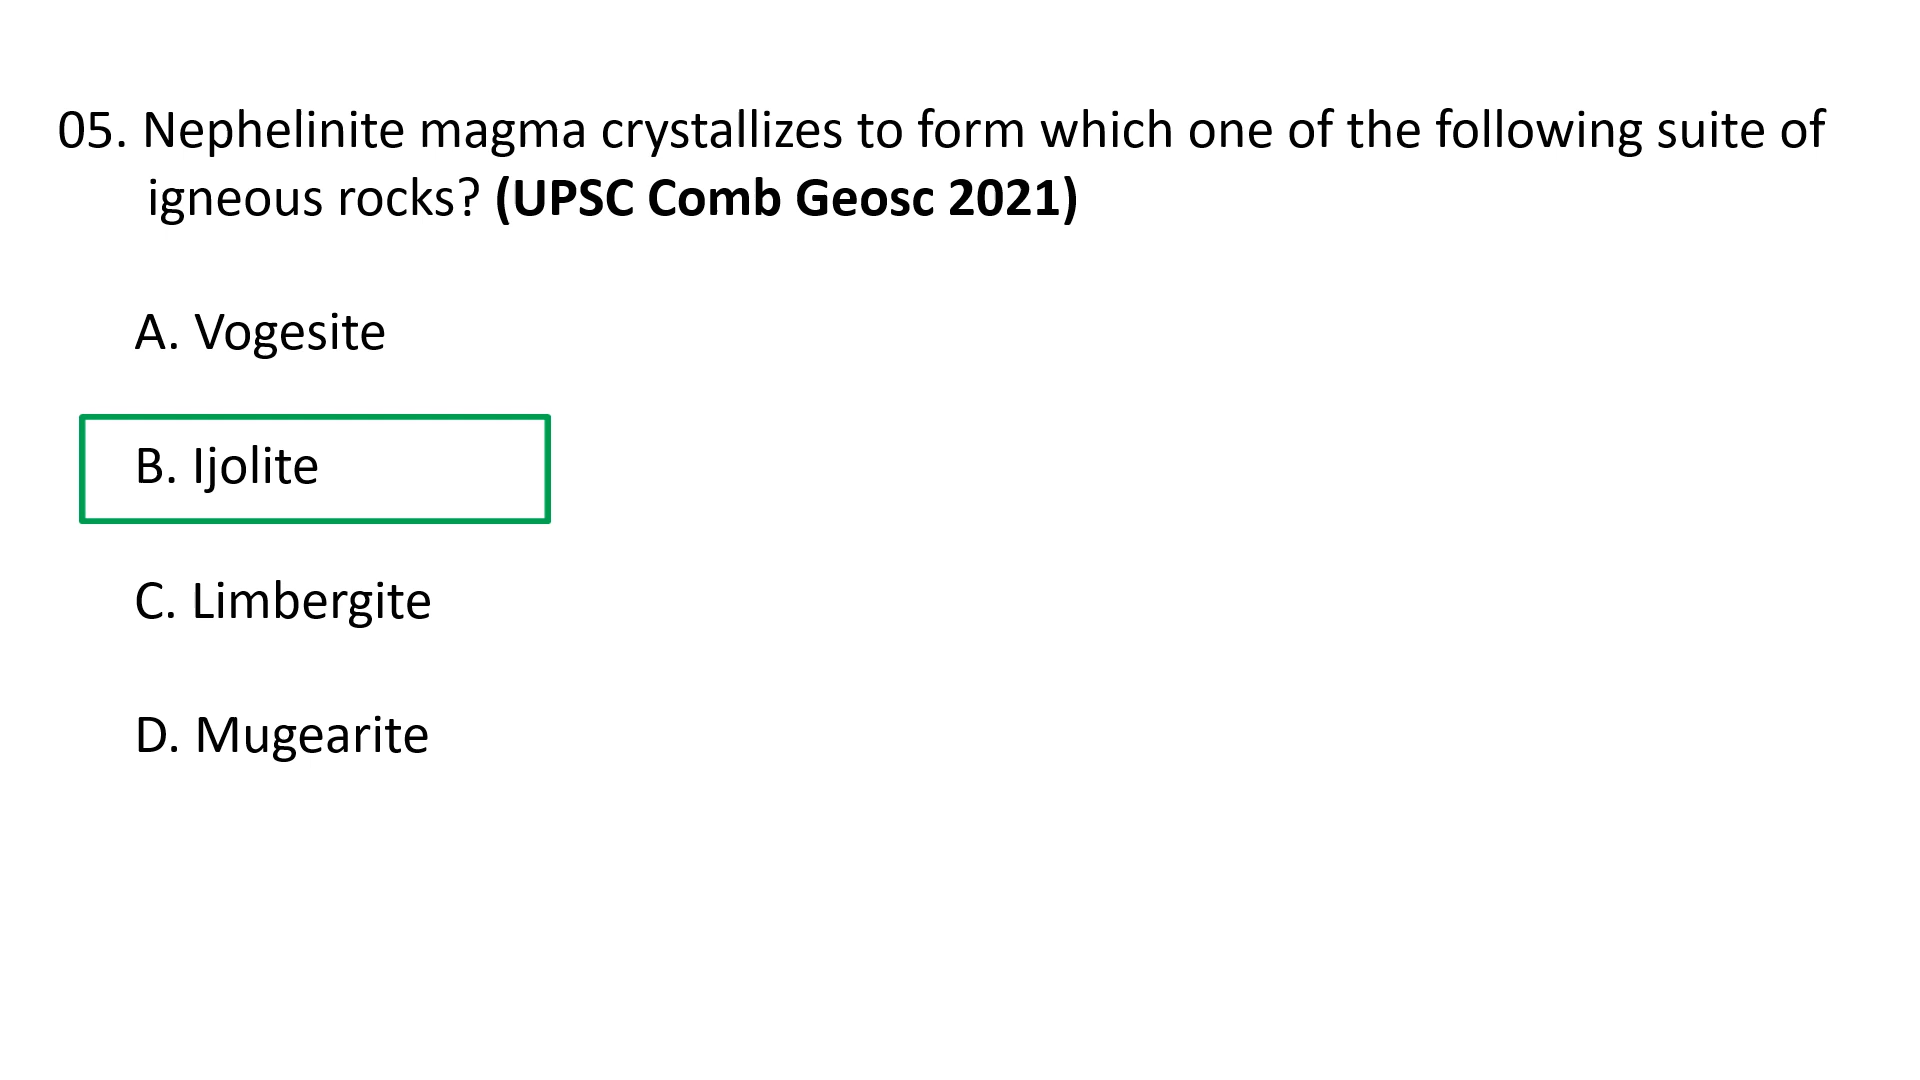 05. Nephelinite magma crystallizes to form which one of the following suite of
igneous rocks? (UPSC Comb Geosc 2021)
A. Vogesite
B. Ijolite
C. Limbergite
D. Mugearite